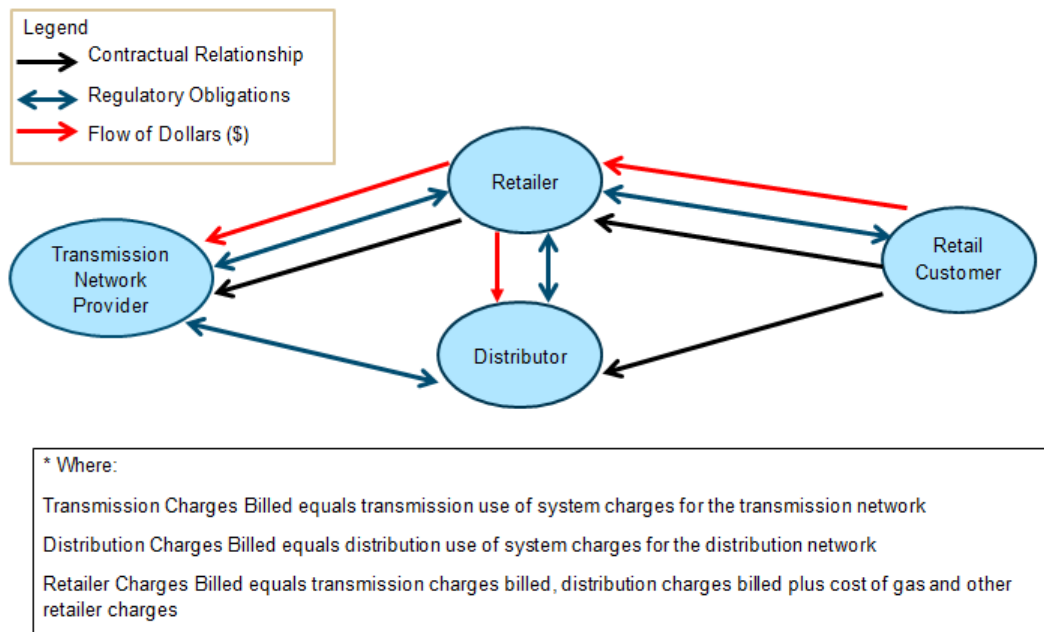 Legend
Contractual Relationship
Regulatory Obligations
Flow of Dollars ($)
Retailer
Transmission
Network
Provider
Retail
Customer
Distributor
* Where:
Transmission Charges Billed equals transmission use of system charges for the transmission network
Distribution Charges Billed equals distribution use of system charges for the distribution network
Retailer Charges Billed equals transmission charges billed, distribution charges billed plus cost of gas and other
retailer charges